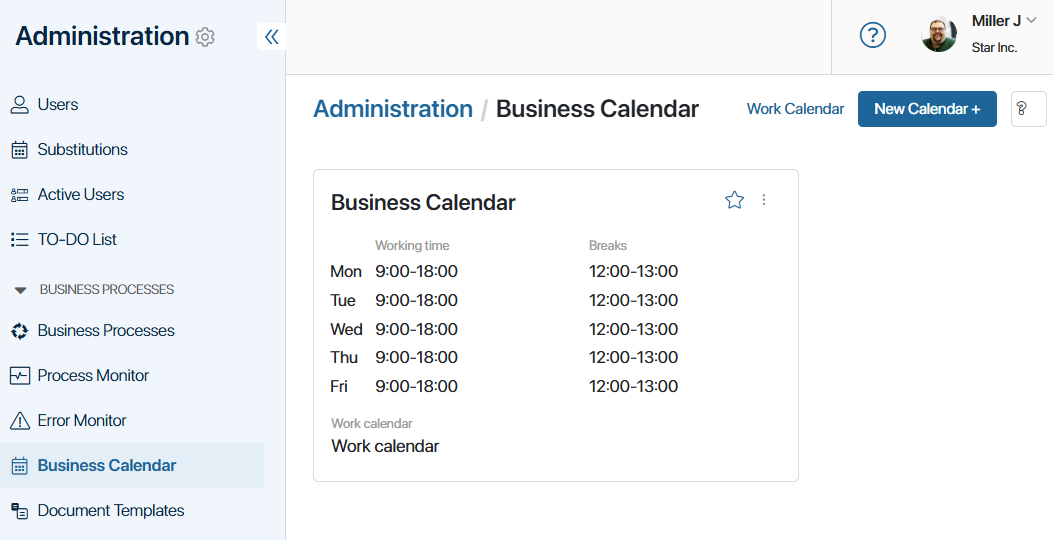 Administration
Users
Substitutions
Active Users
TO-DO List
BUSINESS PROCESSES
Business Processes
Process Monitor
Error Monitor
Business Calendar
Document Templates
?
Miller J
Star Inc.
Administration / Business Calendar
Work Calendar
New Calendar +
?
Business Calendar
Working time Breaks
Mon 9:00-18:00 12:00-13:00
Tue 9:00-18:00 12:00-13:00
Wed 9:00-18:00 12:00-13:00
Thu 9:00-18:00 12:00-13:00
Fri 9:00-18:00 12:00-13:00
Work calendar
Work calendar